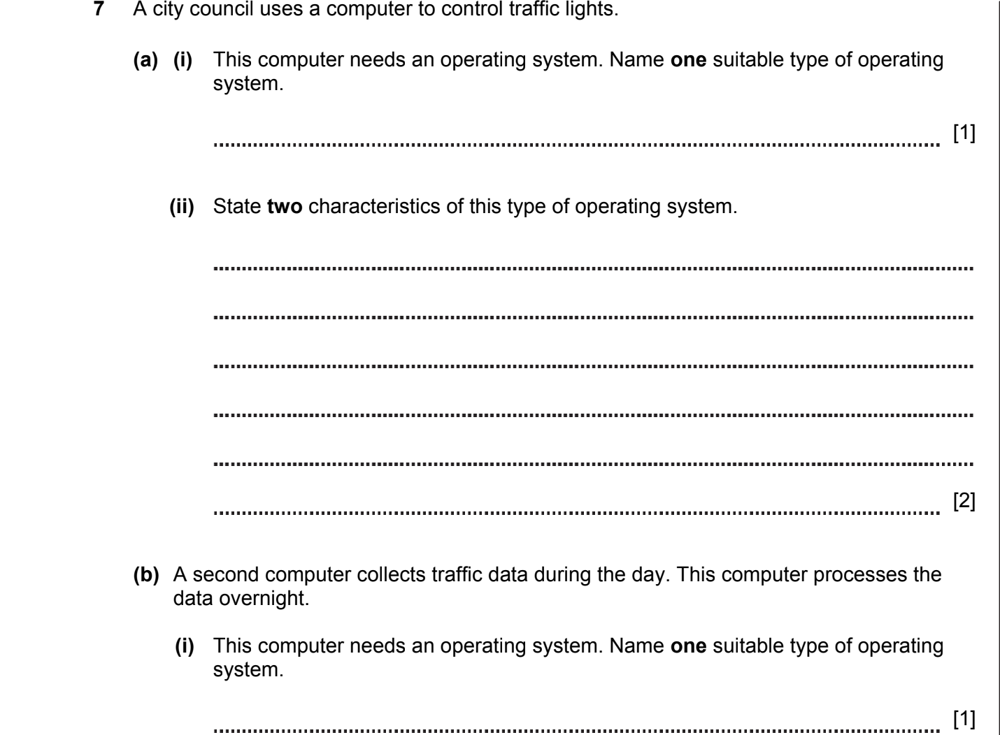 7 A city council uses a computer to control traffic lights.
(a) (i) This computer needs an operating system. Name one suitable type of operating
system.
[1]
(ii) State two characteristics of this type of operating system.
[2]
(b) A second computer collects traffic data during the day. This computer processes the
data overnight.
(i) This computer needs an operating system. Name one suitable type of operating
system.
[1]